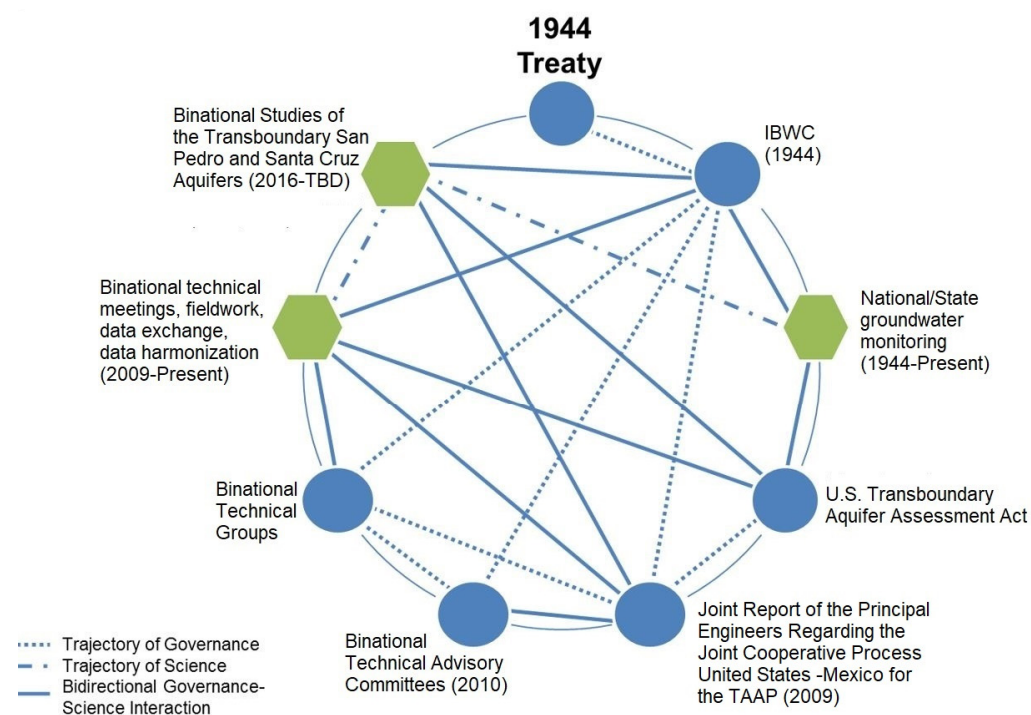 1944
Treaty
Binational Studies of
the Transboundary San
Pedro and Santa Cruz
Aquifers (2016-TBD)
IBWC
(1944)
Binational technical
meetings, fieldwork,
data exchange,
data harmonization
(2009-Present)
National/State
groundwater
monitoring
(1944-Present)
Binational
Technical
Groups
U.S. Transboundary
Aquifer Assessment Act
Binational
Technical Advisory
Committees (2010)
Joint Report of the Principal
Engineers Regarding the
Joint Cooperative Process
United States -Mexico for
the TAAP (2009)
Trajectory of Governance
Trajectory of Science
Bidirectional Governance-
Science Interaction